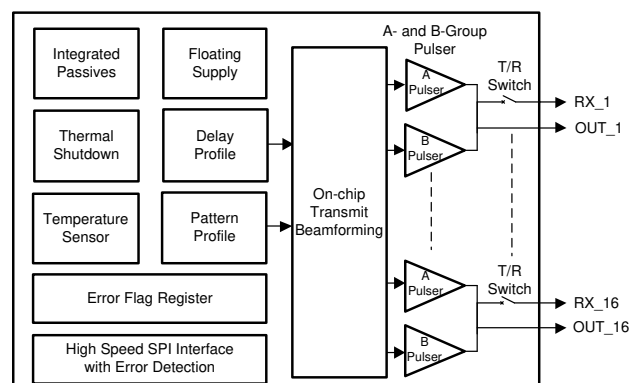 A- and B-Group
Pulser
Integrated
Passives
Floating
Supply
Thermal
Shutdown
Delay
Profile
Temperature
Sensor
Pattern
Profile
Error Flag Register
High Speed SPI Interface
with Error Detection
On-chip
Transmit
Beamforming
A
Pulser
B
Pulser
T/R
Switch
RX_1
OUT_1
A
Pulser
B
Pulser
T/R
Switch
RX_16
OUT_16